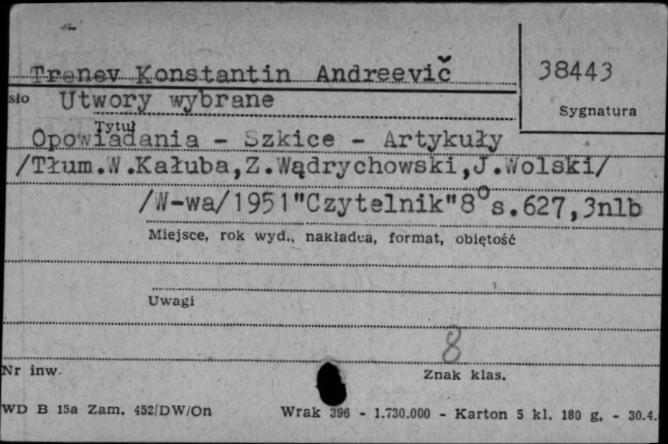 Trenev Konstantin Andreevič
38443
sło Utwory wybrane
Sygnatura
Tytuł
Opowiadania - Szkice - Artykuły
/Tłum.W.Kałuba,Z.Wądrychowski,J.Wolski/
/W-wa/1951"Czytelnik"8° s.627,3nlb
Miejsce, rok wyd., nakładca, format, objętość
Uwagi
8
Nr inw.
Znak klas.
WD B 15a Zam. 452/DW/On Wrak 396 - 1.730.000 - Karton 5 kl. 180 g. - 30.4.